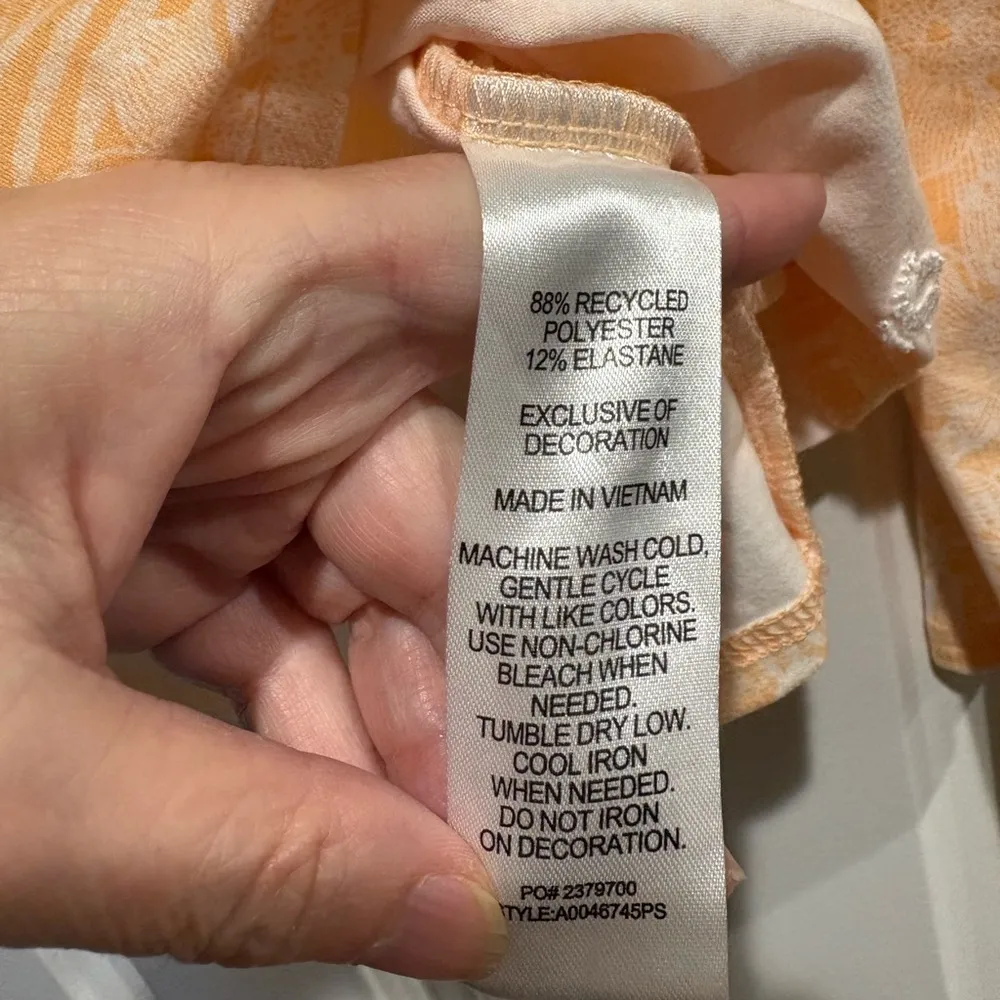 88% RECYCLED
POLYESTER
12% ELASTANE
EXCLUSIVE OF
DECORATION
MADE IN VIETNAM
MACHINE WASH COLD,
GENTLE CYCLE
WITH LIKE COLORS.
USE NON-CHLORINE
BLEACH WHEN
NEEDED.
TUMBLE DRY LOW.
COOL IRON
WHEN NEEDED.
DO NOT IRON
ON DECORATION.
PO# 2379700
STYLE:A0046745PS